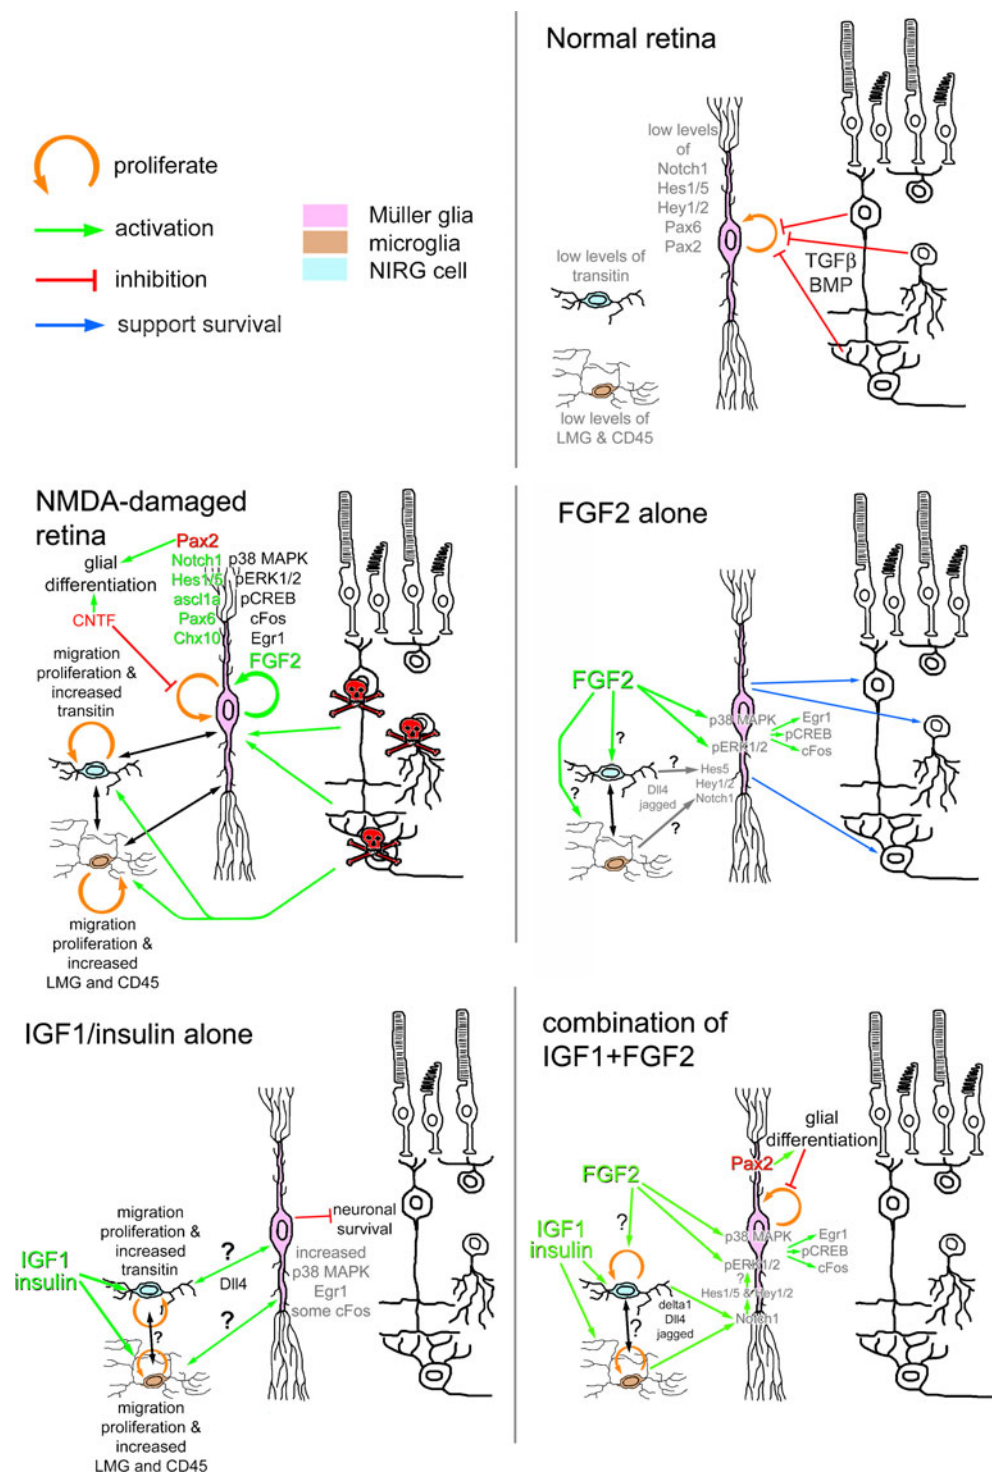 proliferate
activation
inhibition
support survival
Müller glia
microglia
NIRG cell
Normal retina
low levels
of
Notch1
Hes1/5
Hey1/2
Pax6
Pax2
TGFβ
BMP
low levels of
transitin
low levels of
LMG & CD45
NMDA-damaged
retina
Pax2
Notch1
Hes1/5
ascl1a
Pax6
Chx10
p38 MAPK
pERK1/2
pCREB
cFos
Egr1
FGF2
glial
differentiation
CNTF
migration
proliferation &
increased
transitin
migration
proliferation &
increased
LMG and CD45
FGF2 alone
FGF2
?
?
p38 MAPK
pERK1/2
Egr1
pCREB
cFos
?
Hes5
Hey1/2
Notch1
Dll4
jagged
?
IGF1/insulin alone
migration
proliferation &
increased
transitin
IGF1
insulin
?
Dll4
?
?
neuronal
survival
increased
p38 MAPK
Egr1
some cFos
migration
proliferation &
increased
LMG and CD45
combination of
IGF1+FGF2
glial
differentiation
Pax2
FGF2
IGF1
insulin
?
p38 MAPK
pERK1/2
Egr1
pCREB
cFos
?
Hes1/5 & Hey1/2
Notch1
delta1
Dll4
jagged
?